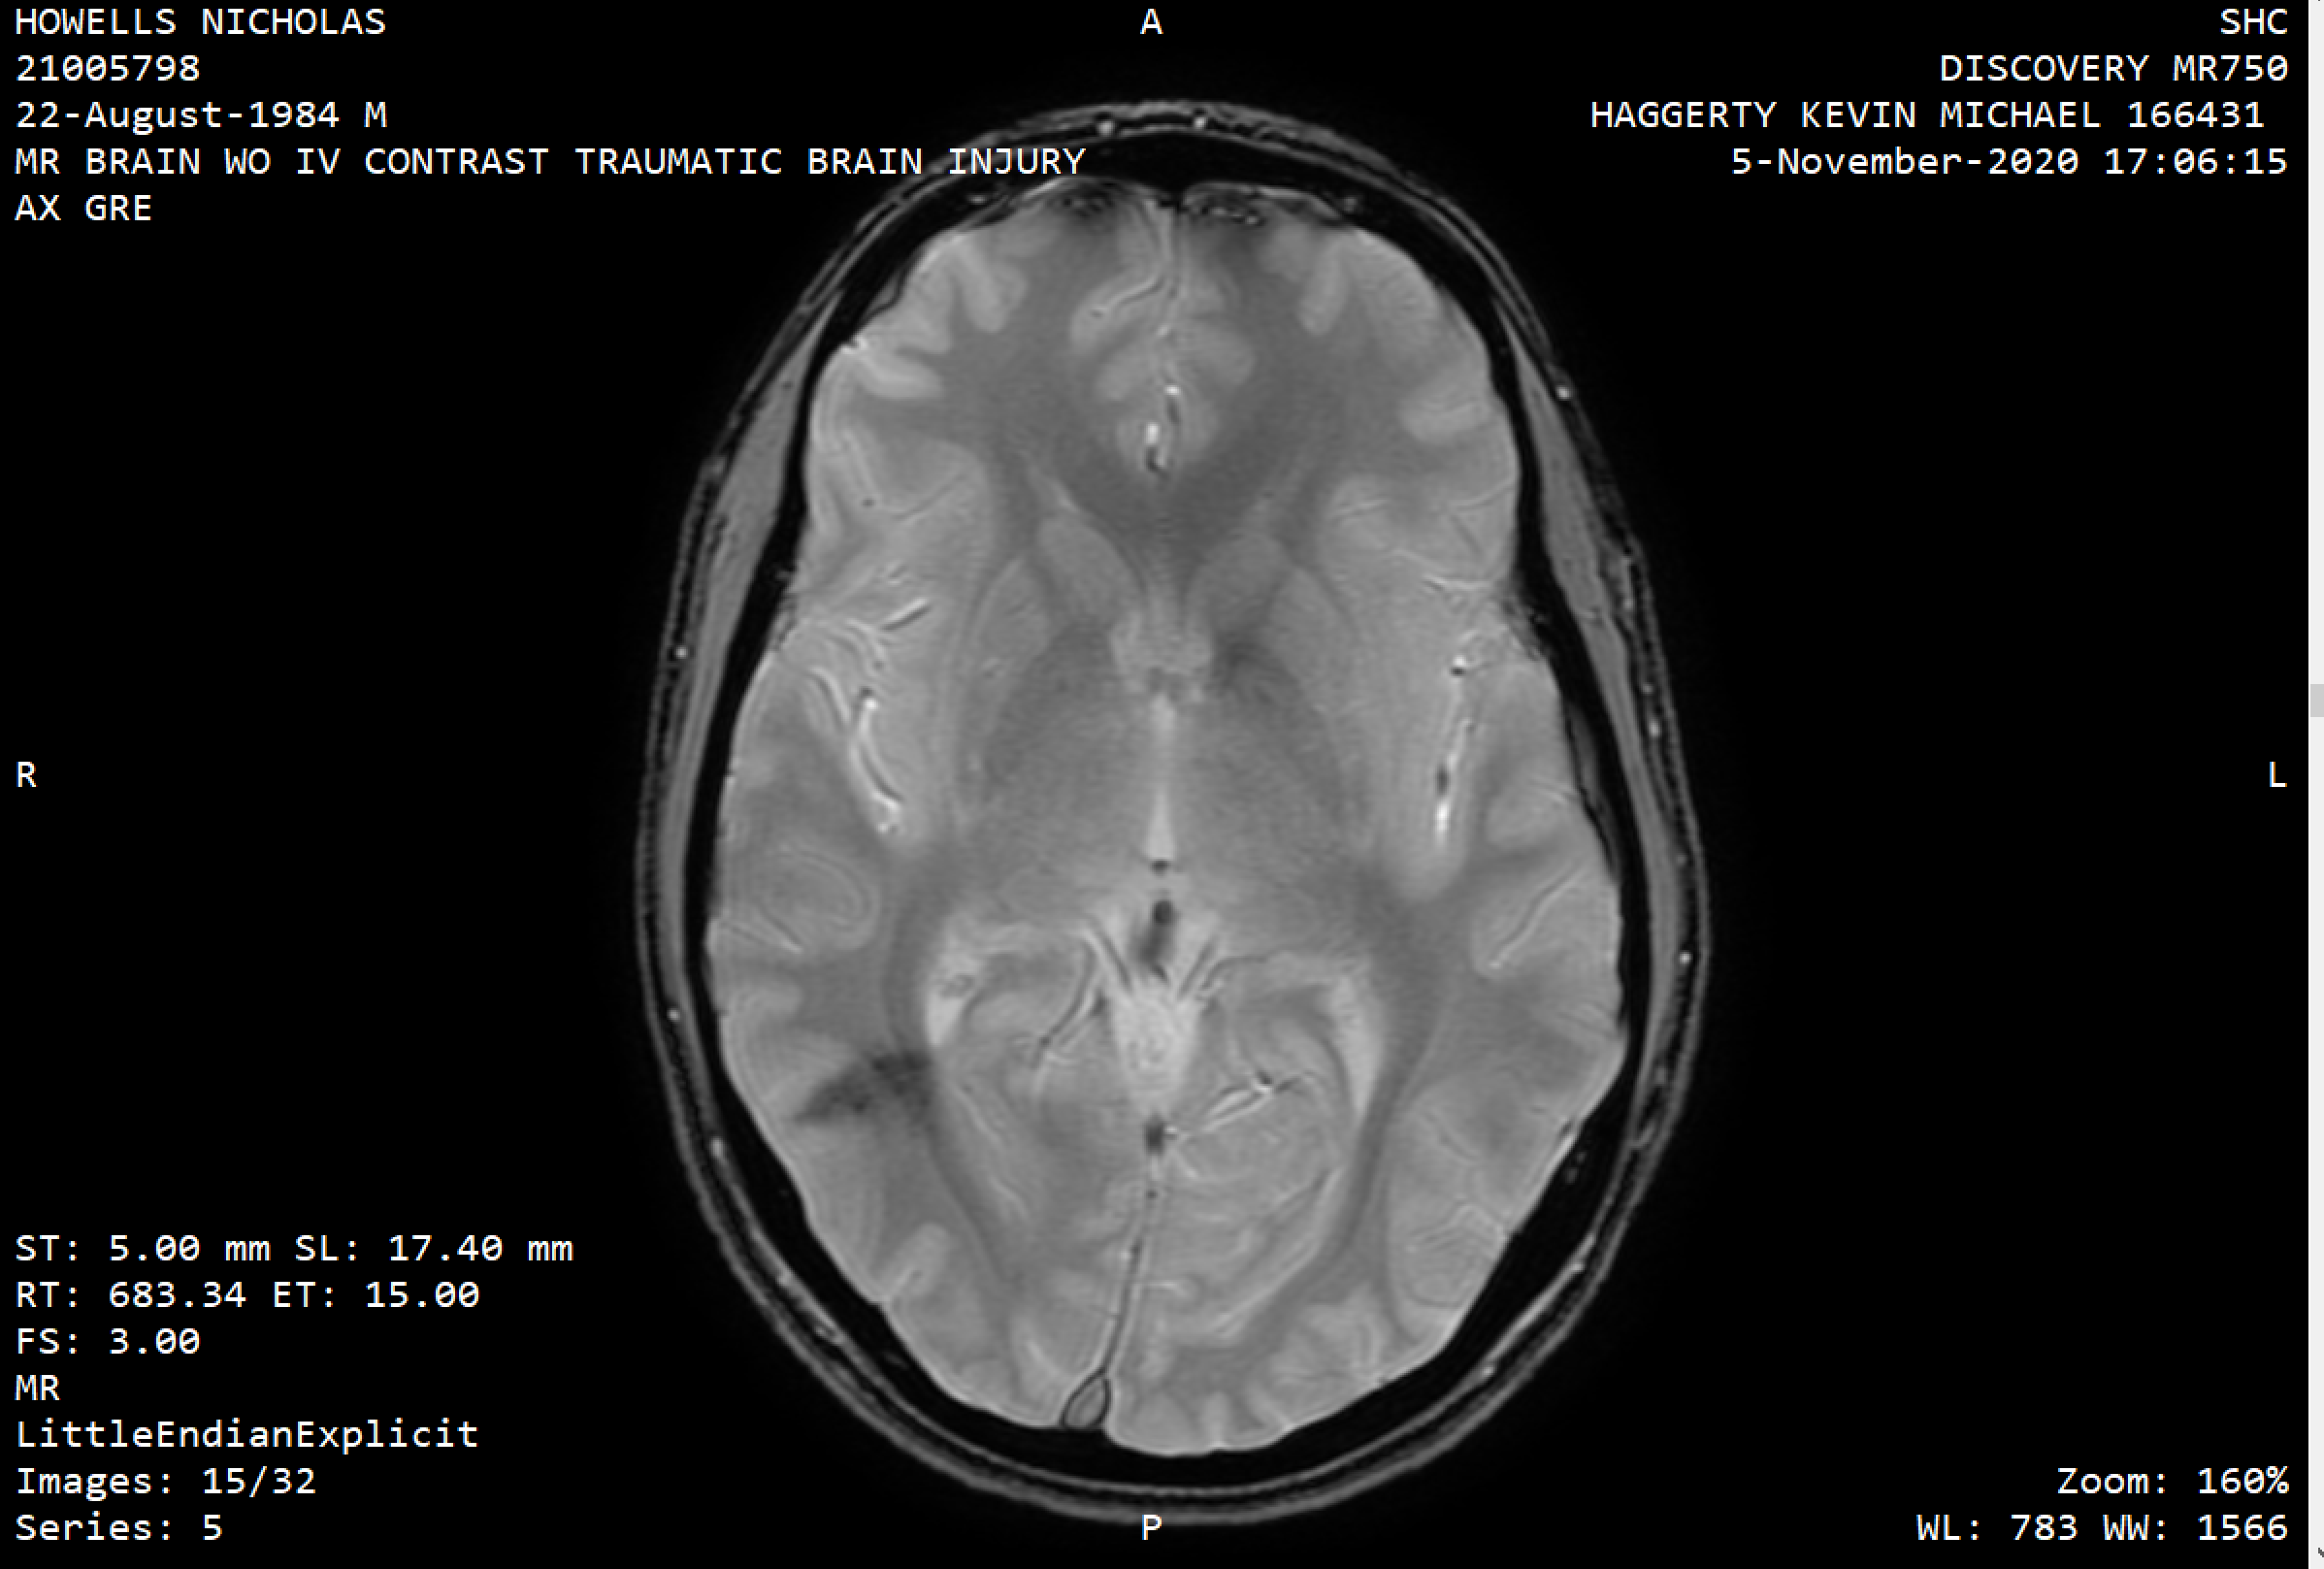 HOWELLS NICHOLAS
21005798
22-August-1984 M
MR BRAIN WO IV CONTRAST TRAUMATIC BRAIN INJURY
AX GRE
A
SHC
DISCOVERY MR750
HAGGERTY KEVIN MICHAEL 166431
5-November-2020 17:06:15
R
L
ST: 5.00 mm SL: 17.40 mm
RT: 683.34 ET: 15.00
FS: 3.00
MR
LittleEndianExplicit
Images: 15/32
Series: 5
P
Zoom: 160%
WL: 783 WW: 1566